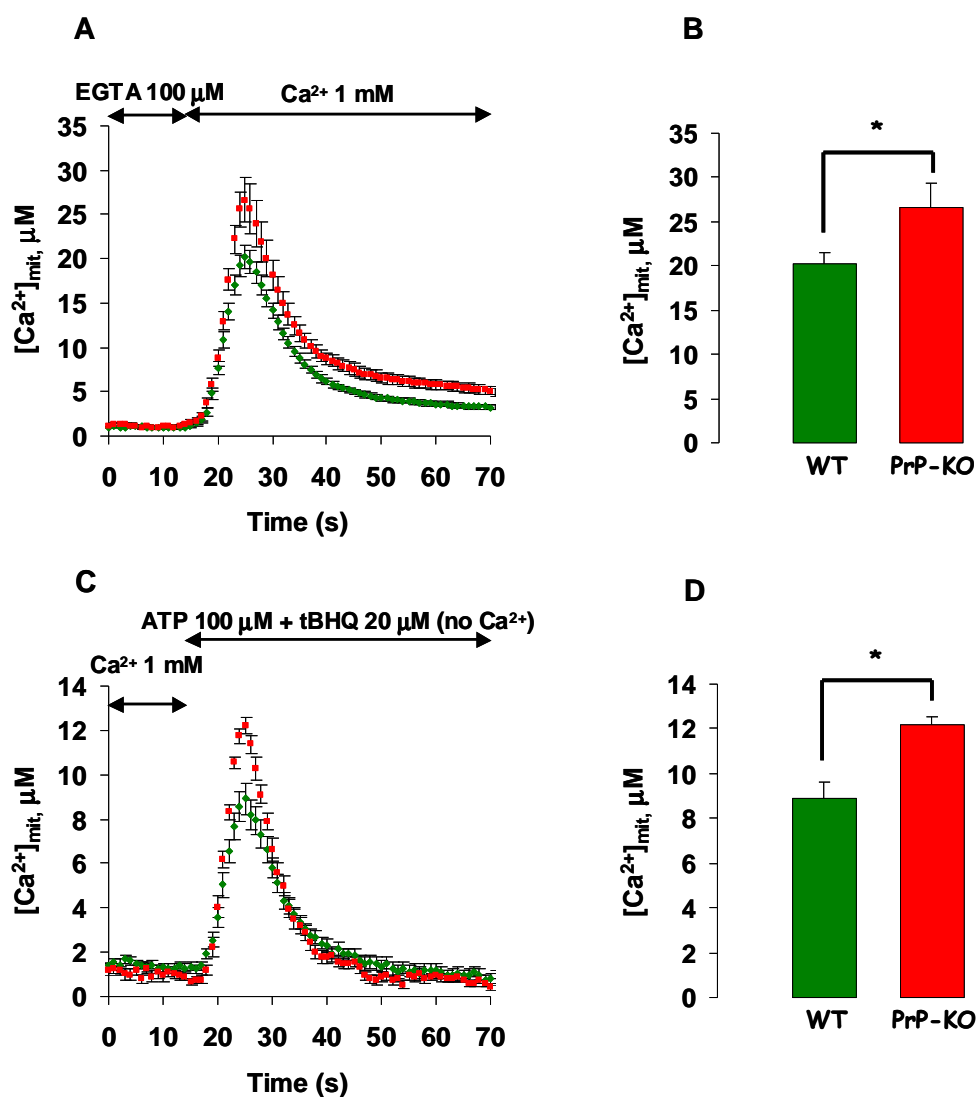 A
EGTA 100 µM
Ca²⁺ 1 mM
[Ca²⁺]mit, µM
35
30
25
20
15
10
5
0
0 10 20 30 40 50 60 70
Time (s)
B
[Ca²⁺]mit, µM
35
30
25
20
15
10
5
0
*
WT PrP-KO
C
ATP 100 µM + tBHQ 20 µM (no Ca²⁺)
Ca²⁺ 1 mM
[Ca²⁺]mit, µM
14
12
10
8
6
4
2
0
0 10 20 30 40 50 60 70
Time (s)
D
[Ca²⁺]mit, µM
14
12
10
8
6
4
2
0
*
WT PrP-KO